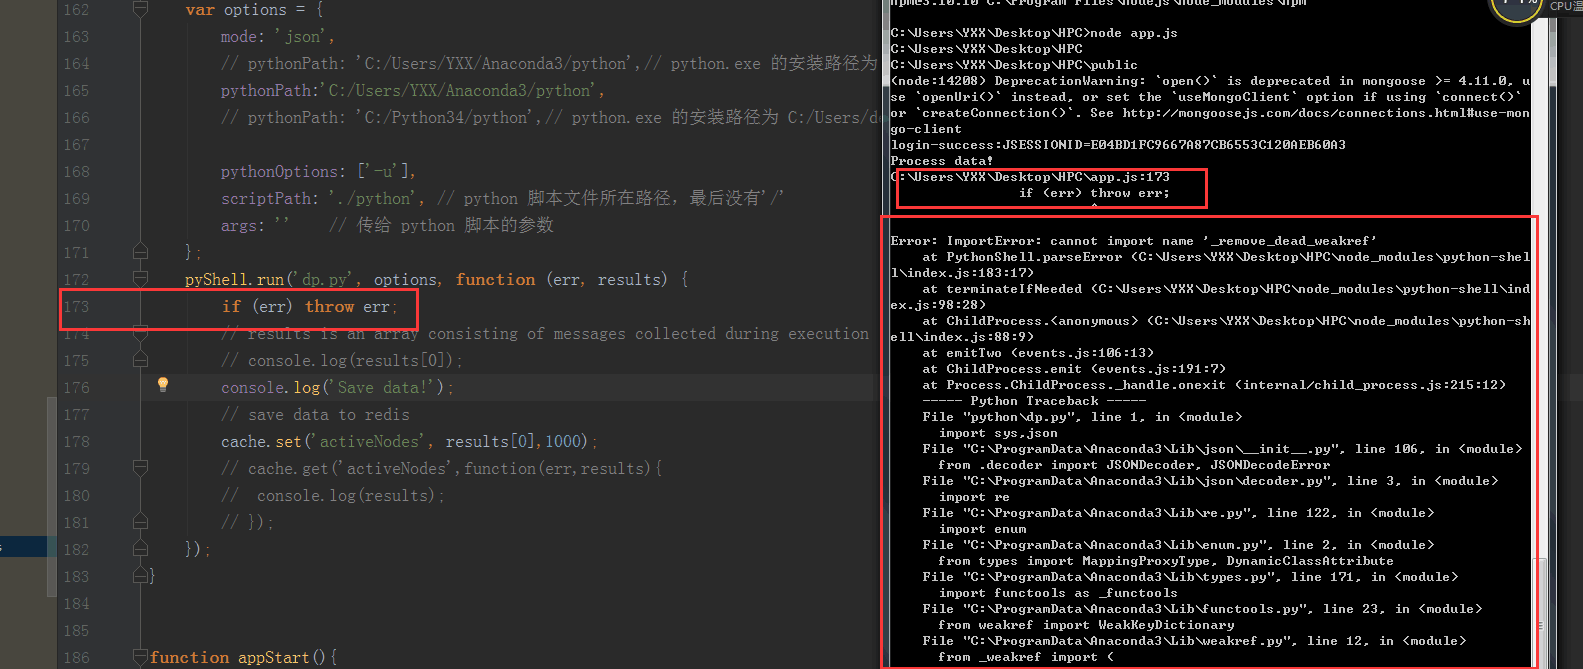 162 var options = {
163 mode: 'json',
164 // pythonPath: 'C:/Users/YXX/Anaconda3/python',// python.exe 的安装路径为
165 pythonPath:'C:/Users/YXX/Anaconda3/python',
166 // pythonPath: 'C:/Python34/python',// python.exe 的安装路径为 C:/Users/de
167
168 pythonOptions: ['-u'],
169 scriptPath: './python', // python 脚本文件所在路径，最后没有'/'
170 args: '' // 传给 python 脚本的参数
171 };
172 pyShell.run('dp.py', options, function (err, results) {
173 if (err) throw err;
174 // results is an array consisting of messages collected during execution
175 // console.log(results[0]);
176 console.log('Save data!');
177 // save data to redis
178 cache.set('activeNodes', results[0],1000);
179 // cache.get('activeNodes',function(err,results){
180 // console.log(results);
181 // });
182 });
183 }
184
185
186 function appStart(){
npm@3.10.10 C:\Program Files\nodejs\node_modules\npm
CPU温
C:\Users\YXX\Desktop\HPC>node app.js
C:\Users\YXX\Desktop\HPC
C:\Users\YXX\Desktop\HPC\public
(node:14208) DeprecationWarning: `open()` is deprecated in mongoose >= 4.11.0, u
se `openUri()` instead, or set the `useMongoClient` option if using `connect()`
or `createConnection()`. See http://mongoosejs.com/docs/connections.html#use-mon
go-client
login-success:JSESSIONID=E04BD1FC9667A87CB6553C120AEB60A3
Process data!
C:\Users\YXX\Desktop\HPC\app.js:173
if (err) throw err;
^
Error: ImportError: cannot import name '_remove_dead_weakref'
at PythonShell.parseError (C:\Users\YXX\Desktop\HPC\node_modules\python-shel
l\index.js:183:17)
at terminateIfNeeded (C:\Users\YXX\Desktop\HPC\node_modules\python-shell\ind
ex.js:98:28)
at ChildProcess.<anonymous> (C:\Users\YXX\Desktop\HPC\node_modules\python-sh
ell\index.js:88:9)
at emitTwo (events.js:106:13)
at ChildProcess.emit (events.js:191:7)
at Process.ChildProcess._handle.onexit (internal/child_process.js:215:12)
----- Python Traceback -----
File "python\dp.py", line 1, in <module>
import sys,json
File "C:\ProgramData\Anaconda3\Lib\json\__init__.py", line 106, in <module>
from .decoder import JSONDecoder, JSONDecodeError
File "C:\ProgramData\Anaconda3\Lib\json\decoder.py", line 3, in <module>
import re
File "C:\ProgramData\Anaconda3\Lib\re.py", line 122, in <module>
import enum
File "C:\ProgramData\Anaconda3\Lib\enum.py", line 2, in <module>
from types import MappingProxyType, DynamicClassAttribute
File "C:\ProgramData\Anaconda3\Lib\types.py", line 171, in <module>
import functools as _functools
File "C:\ProgramData\Anaconda3\Lib\functools.py", line 23, in <module>
from weakref import WeakKeyDictionary
File "C:\ProgramData\Anaconda3\Lib\weakref.py", line 12, in <module>
from _weakref import (